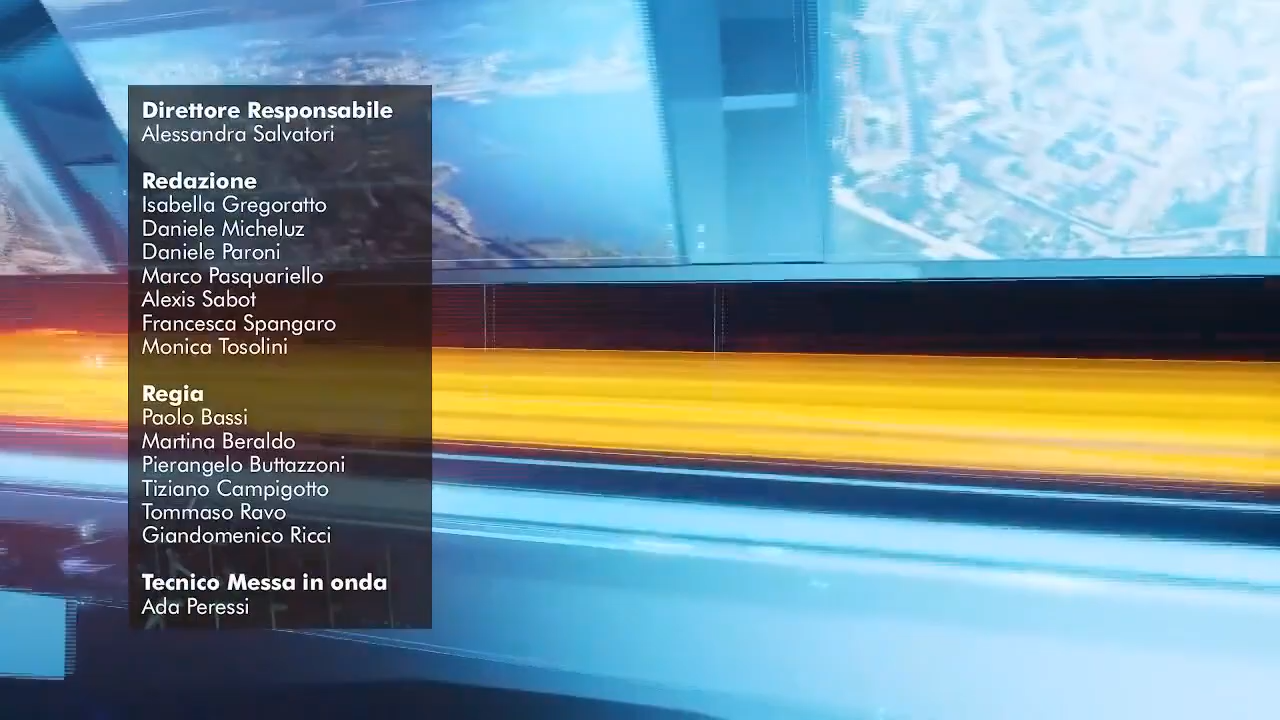 Direttore Responsabile
Alessandra Salvatori
Redazione
Isabella Gregoratto
Daniele Micheluz
Daniele Paroni
Marco Pasquariello
Alexis Sabot
Francesca Spangaro
Monica Tosolini
Regia
Paolo Bassi
Martina Beraldo
Pierangelo Buttazzoni
Tiziano Campigotto
Tommaso Ravo
Giandomenico Ricci
Tecnico Messa in onda
Ada Peressi